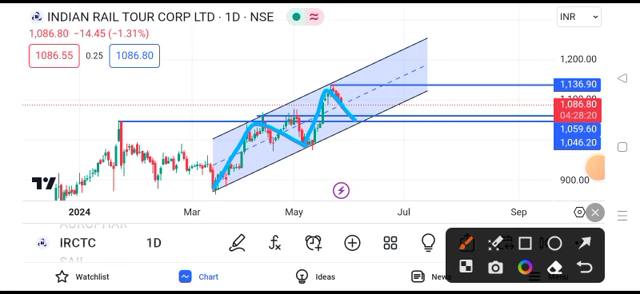 INDIAN RAIL TOUR CORP LTD · 1D · NSE
INR
1,086.80 −14.45 (−1.31%)
1086.55 0.25 1086.80
1,200.00
1,136.90
1,086.80
04:28:20
1,059.60
1,046.20
900.00
2024 Mar May Jul Sep
IRCTC 1D
SAIL
Watchlist Chart Ideas News